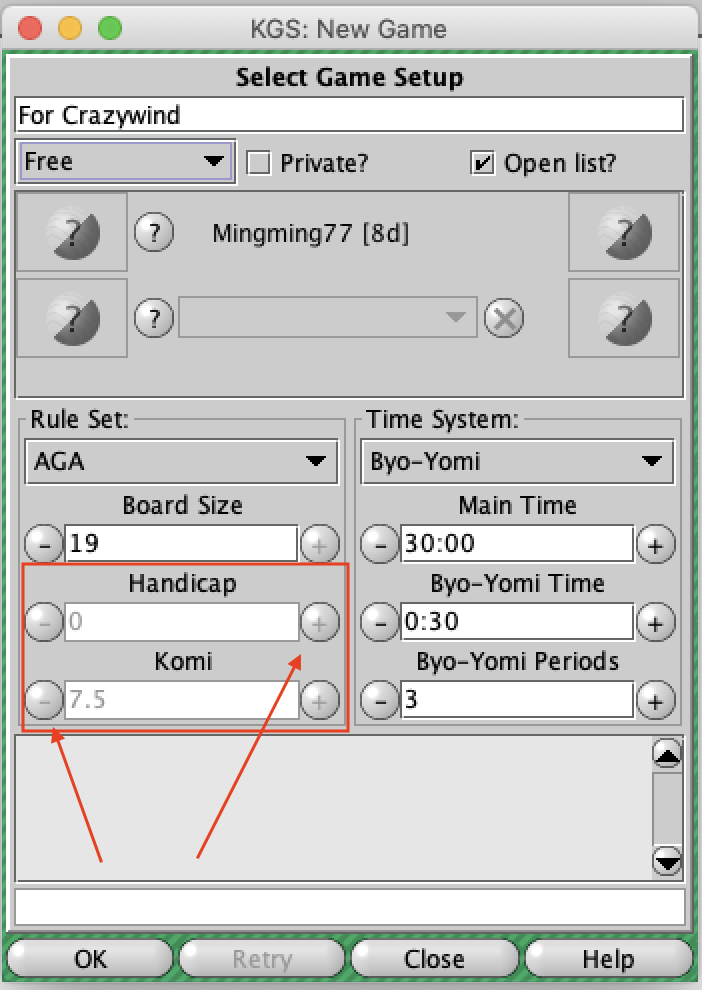 KGS: New Game
Select Game Setup
For Crazywind
Free Private? Open list?
? ? Mingming77 [8d] ?
? ? ?
Rule Set: Time System:
AGA Byo-Yomi
Board Size Main Time
- 19 + - 30:00 +
Handicap Byo-Yomi Time
- 0 + - 0:30 +
Komi Byo-Yomi Periods
- 7.5 + - 3 +
OK Retry Close Help